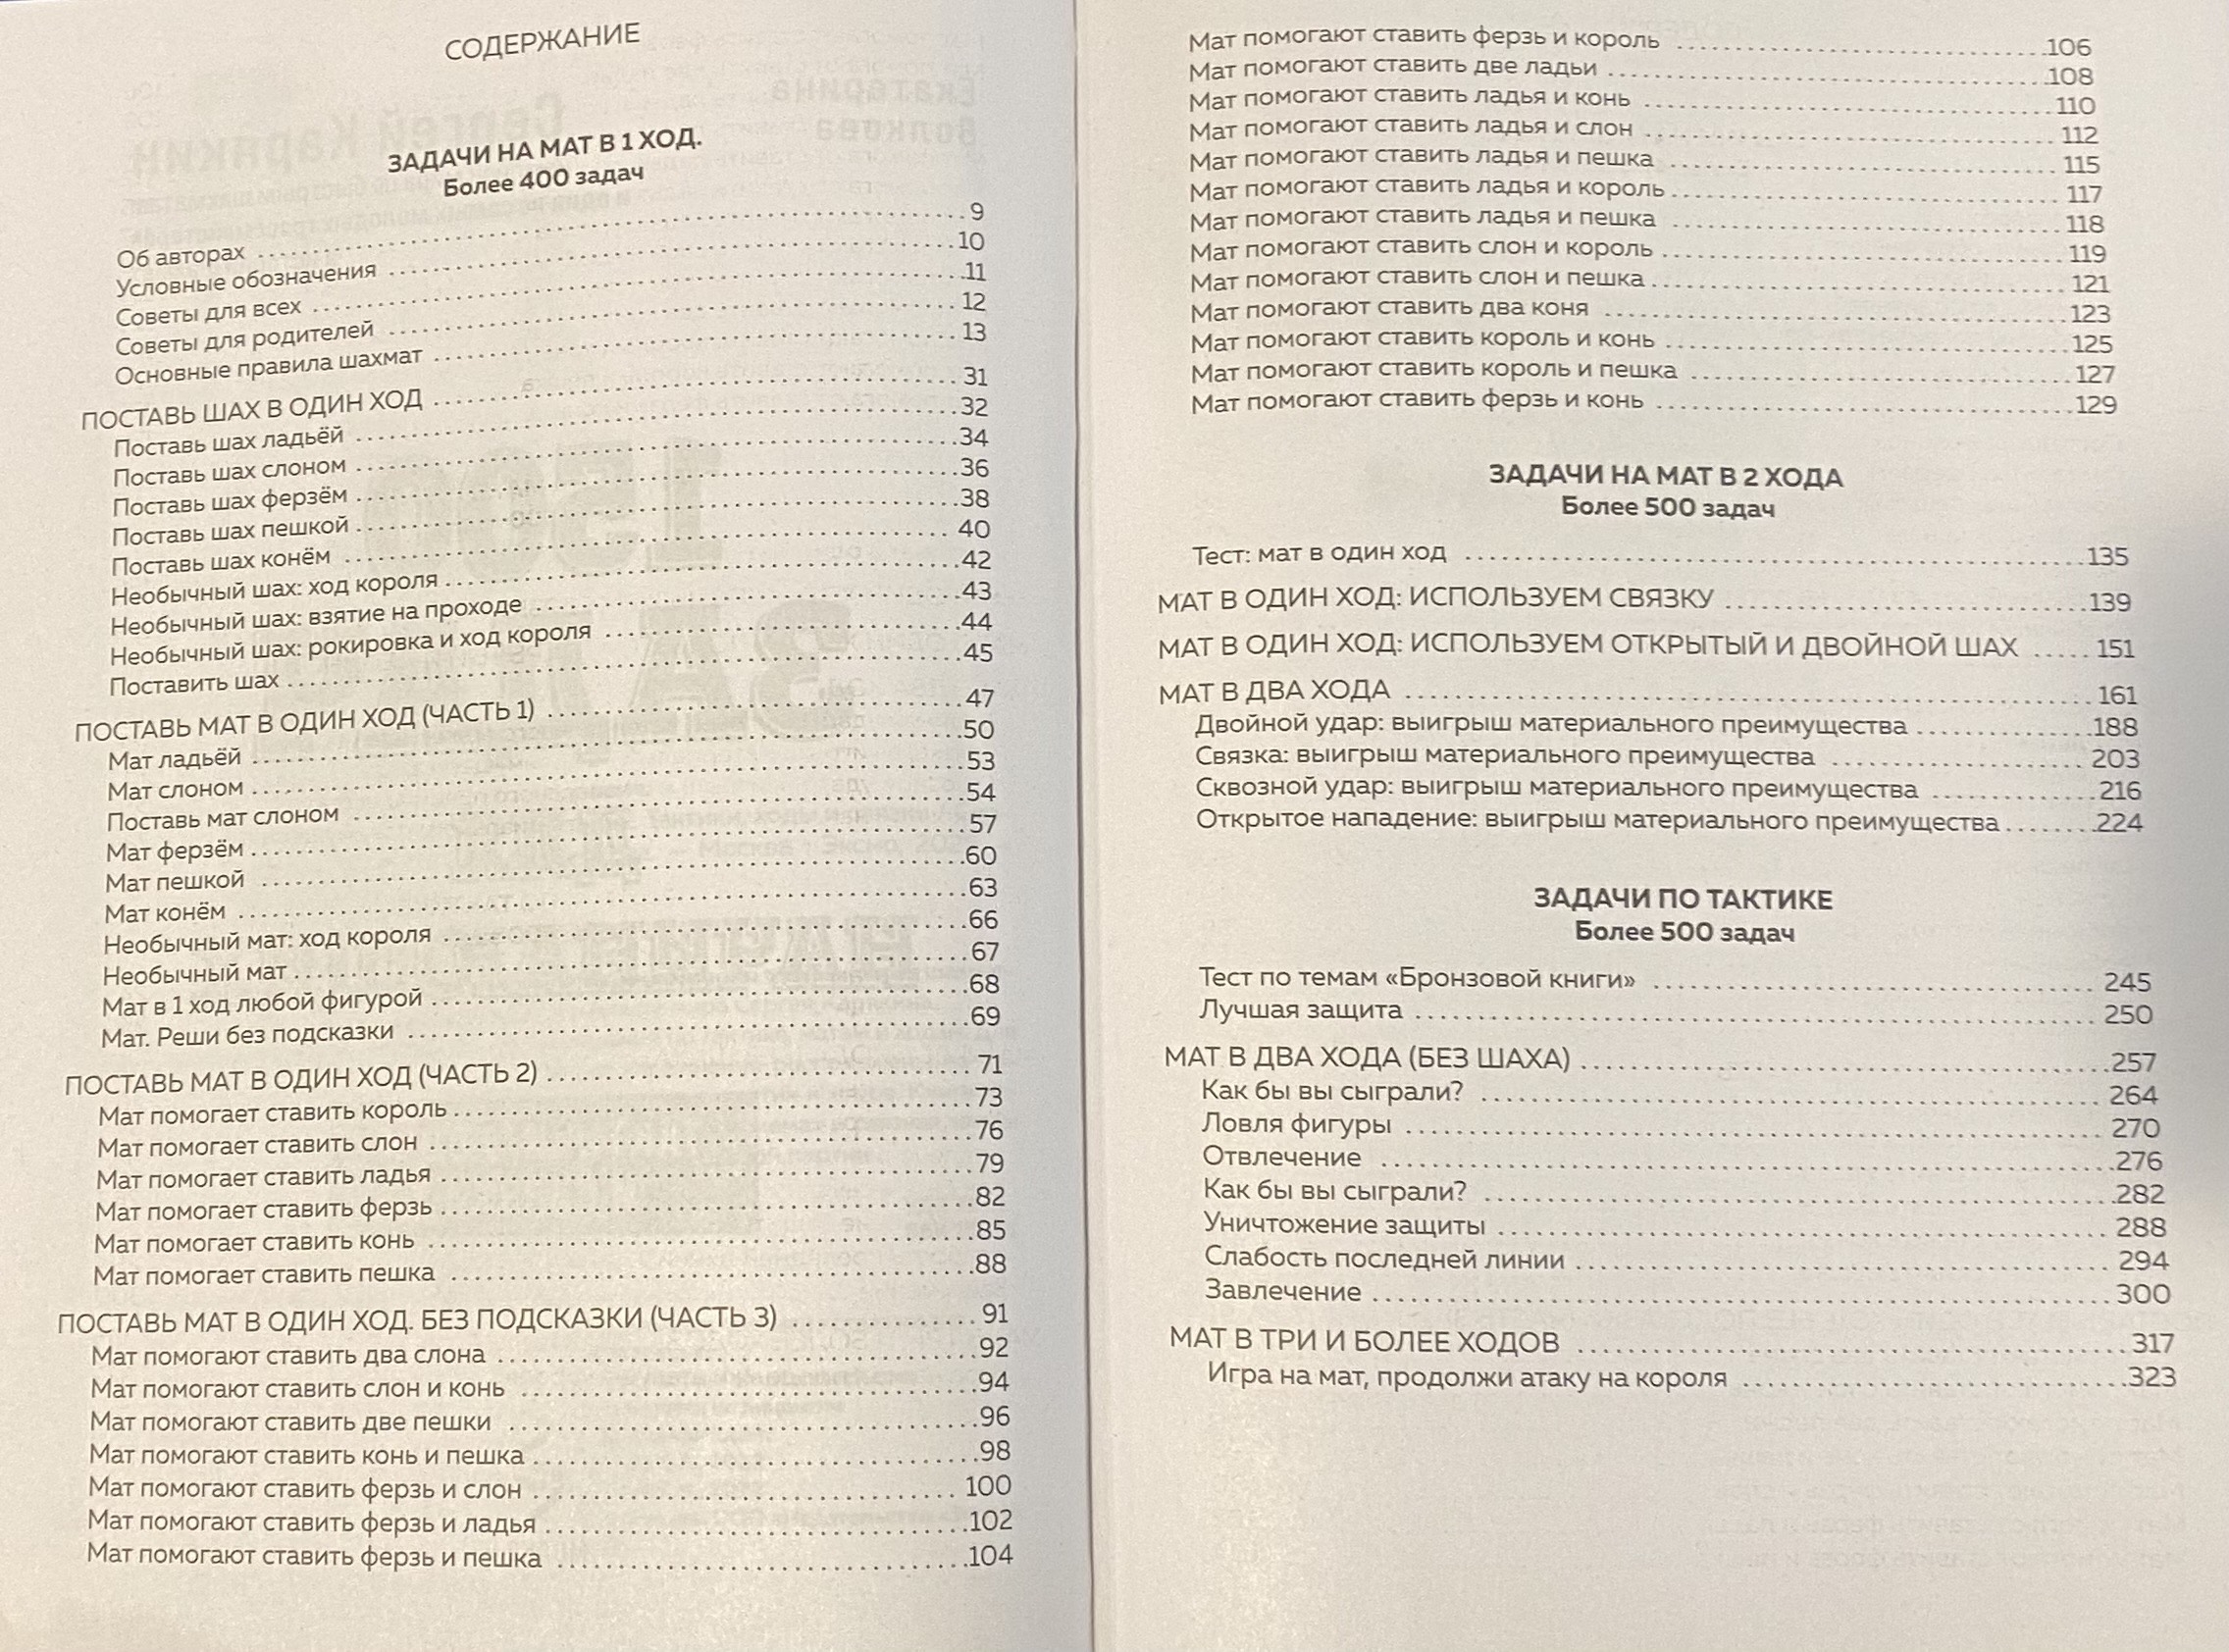 СОДЕРЖАНИЕ
ЗАДАЧИ НА МАТ В 1 ХОД.
Более 400 задач
Об авторах 9
Условные обозначения 10
Советы для всех 11
Советы для родителей 12
Основные правила шахмат 13
ПОСТАВЬ ШАХ В ОДИН ХОД 31
Поставь шах ладьёй 32
Поставь шах слоном 34
Поставь шах ферзём 36
Поставь шах пешкой 38
Поставь шах конём 40
Необычный шах: ход короля 42
Необычный шах: взятие на проходе 43
Необычный шах: рокировка и ход короля 44
Поставить шах 45
ПОСТАВЬ МАТ В ОДИН ХОД (ЧАСТЬ 1) 47
Мат ладьёй 50
Мат слоном 53
Поставь мат слоном 54
Мат ферзём 57
Мат пешкой 60
Мат конём 63
Необычный мат: ход короля 66
Необычный мат 67
Мат в 1 ход любой фигурой 68
Мат. Реши без подсказки 69
ПОСТАВЬ МАТ В ОДИН ХОД (ЧАСТЬ 2) 71
Мат помогает ставить король 73
Мат помогает ставить слон 76
Мат помогает ставить ладья 79
Мат помогает ставить ферзь 82
Мат помогает ставить конь 85
Мат помогает ставить пешка 88
ПОСТАВЬ МАТ В ОДИН ХОД. БЕЗ ПОДСКАЗКИ (ЧАСТЬ 3) 91
Мат помогают ставить два слона 92
Мат помогают ставить слон и конь 94
Мат помогают ставить две пешки 96
Мат помогают ставить конь и пешка 98
Мат помогают ставить ферзь и слон 100
Мат помогают ставить ферзь и ладья 102
Мат помогают ставить ферзь и пешка 104
Мат помогают ставить ферзь и король 106
Мат помогают ставить две ладьи 108
Мат помогают ставить ладья и конь 110
Мат помогают ставить ладья и слон 112
Мат помогают ставить ладья и пешка 115
Мат помогают ставить ладья и король 117
Мат помогают ставить ладья и пешка 118
Мат помогают ставить слон и король 119
Мат помогают ставить слон и пешка 121
Мат помогают ставить два коня 123
Мат помогают ставить король и конь 125
Мат помогают ставить король и пешка 127
Мат помогают ставить ферзь и конь 129
ЗАДАЧИ НА МАТ В 2 ХОДА
Более 500 задач
Тест: мат в один ход 135
МАТ В ОДИН ХОД: ИСПОЛЬЗУЕМ СВЯЗКУ 139
МАТ В ОДИН ХОД: ИСПОЛЬЗУЕМ ОТКРЫТЫЙ И ДВОЙНОЙ ШАХ 151
МАТ В ДВА ХОДА 161
Двойной удар: выигрыш материального преимущества 188
Связка: выигрыш материального преимущества 203
Сквозной удар: выигрыш материального преимущества 216
Открытое нападение: выигрыш материального преимущества 224
ЗАДАЧИ ПО ТАКТИКЕ
Более 500 задач
Тест по темам «Бронзовой книги» 245
Лучшая защита 250
МАТ В ДВА ХОДА (БЕЗ ШАХА) 257
Как бы вы сыграли? 264
Ловля фигуры 270
Отвлечение 276
Как бы вы сыграли? 282
Уничтожение защиты 288
Слабость последней линии 294
Завлечение 300
МАТ В ТРИ И БОЛЕЕ ХОДОВ 317
Игра на мат, продолжи атаку на короля 323